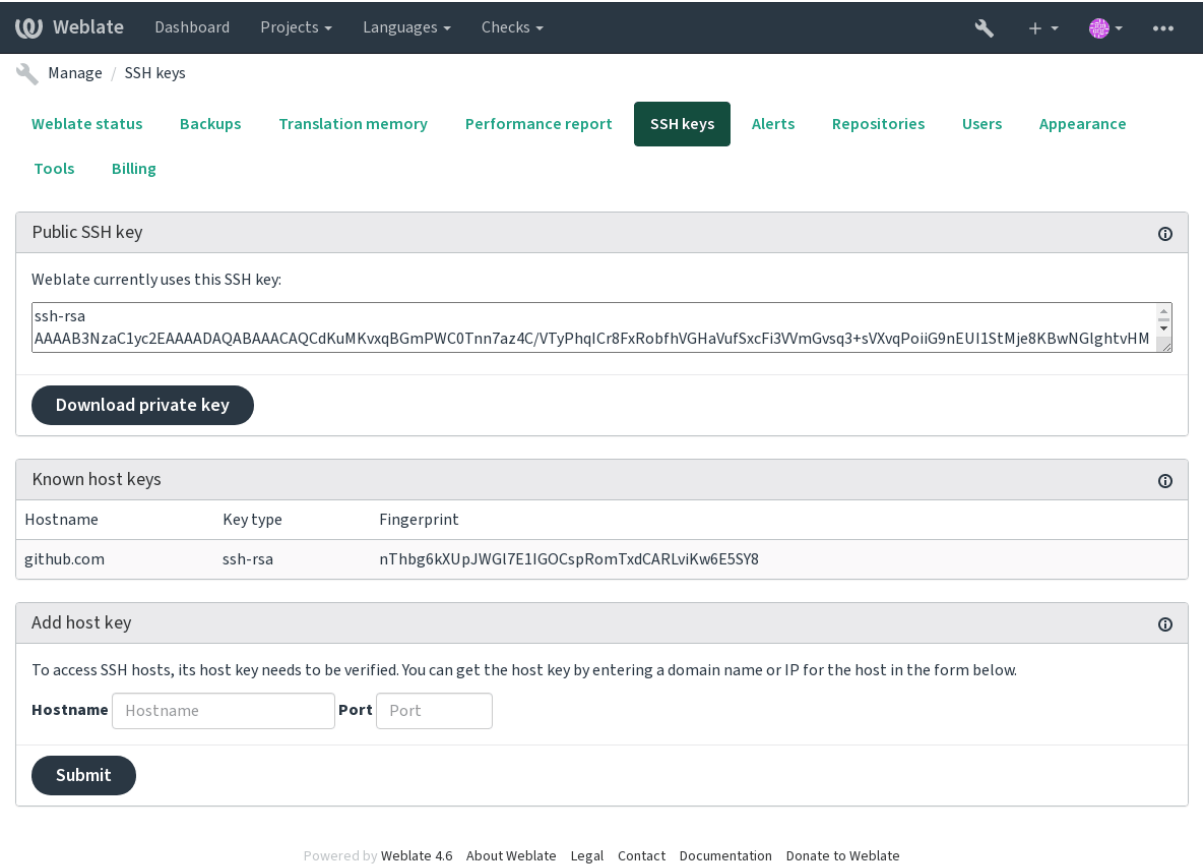 Weblate Dashboard Projects Languages Checks
Manage / SSH keys
Weblate status Backups Translation memory Performance report SSH keys Alerts Repositories Users Appearance
Tools Billing
Public SSH key
Weblate currently uses this SSH key:
ssh-rsa
AAAAB3NzaC1yc2EAAAADAQABAAACAQCdKuMKvxqBGmPWC0Tnn7az4C/VTyPhqICr8FxRobfhVGHaVufSxcFi3VVmGvsq3+sVXvqPoiiG9nEUI1StMje8KBwNGlghtvHM
Download private key
Known host keys
Hostname Key type Fingerprint
github.com ssh-rsa nThbg6kXUpJWGl7E1IGOCspRomTxdCARLviKw6E5SY8
Add host key
To access SSH hosts, its host key needs to be verified. You can get the host key by entering a domain name or IP for the host in the form below.
Hostname Hostname Port Port
Submit
Powered by Weblate 4.6 About Weblate Legal Contact Documentation Donate to Weblate